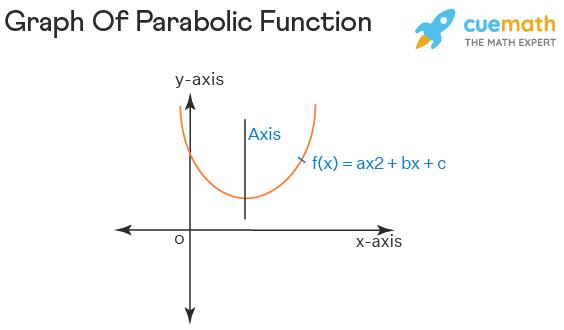 Graph Of Parabolic Function
cuemath
THE MATH EXPERT
y-axis
Axis
f(x) = ax2 + bx + c
O
x-axis